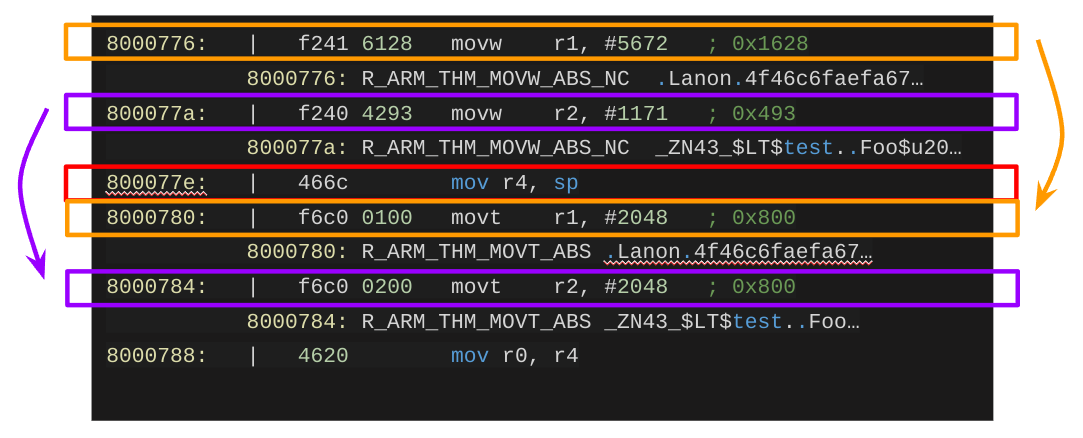 8000776: | f241 6128 movw r1, #5672 ; 0x1628
8000776: R_ARM_THM_MOVW_ABS_NC .Lanon.4f46c6faefa67…
800077a: | f240 4293 movw r2, #1171 ; 0x493
800077a: R_ARM_THM_MOVW_ABS_NC _ZN43_$LT$test..Foo$u20…
800077e: | 466c mov r4, sp
8000780: | f6c0 0100 movt r1, #2048 ; 0x800
8000780: R_ARM_THM_MOVT_ABS .Lanon.4f46c6faefa67…
8000784: | f6c0 0200 movt r2, #2048 ; 0x800
8000784: R_ARM_THM_MOVT_ABS _ZN43_$LT$test..Foo…
8000788: | 4620 mov r0, r4